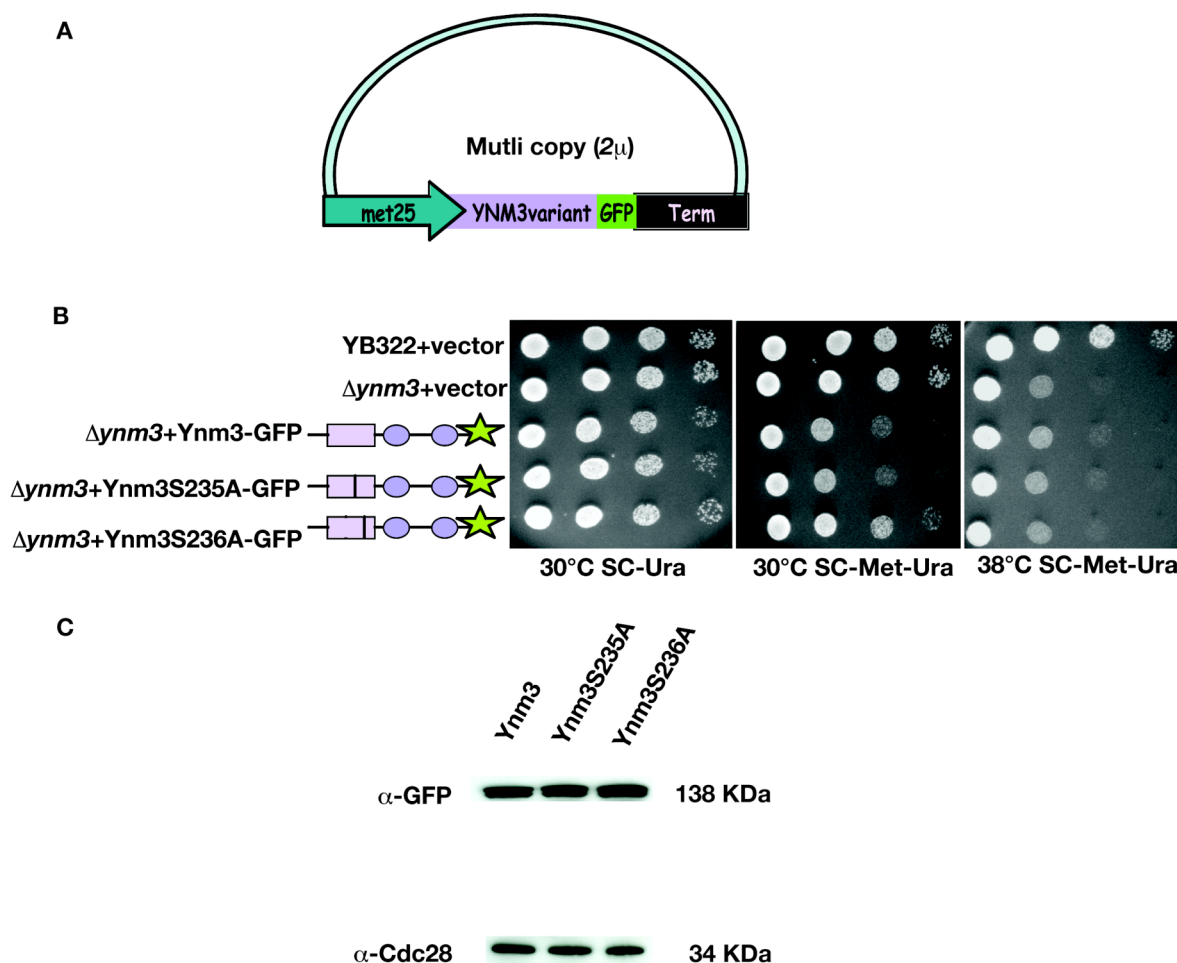 A
Mutli copy (2μ)
met25
YNM3variant
GFP
Term
B
YB322+vector
Δynm3+vector
Δynm3+Ynm3-GFP
Δynm3+Ynm3S235A-GFP
Δynm3+Ynm3S236A-GFP
30°C SC-Ura
30°C SC-Met-Ura
38°C SC-Met-Ura
C
Ynm3
Ynm3S235A
Ynm3S236A
α-GFP
138 KDa
α-Cdc28
34 KDa